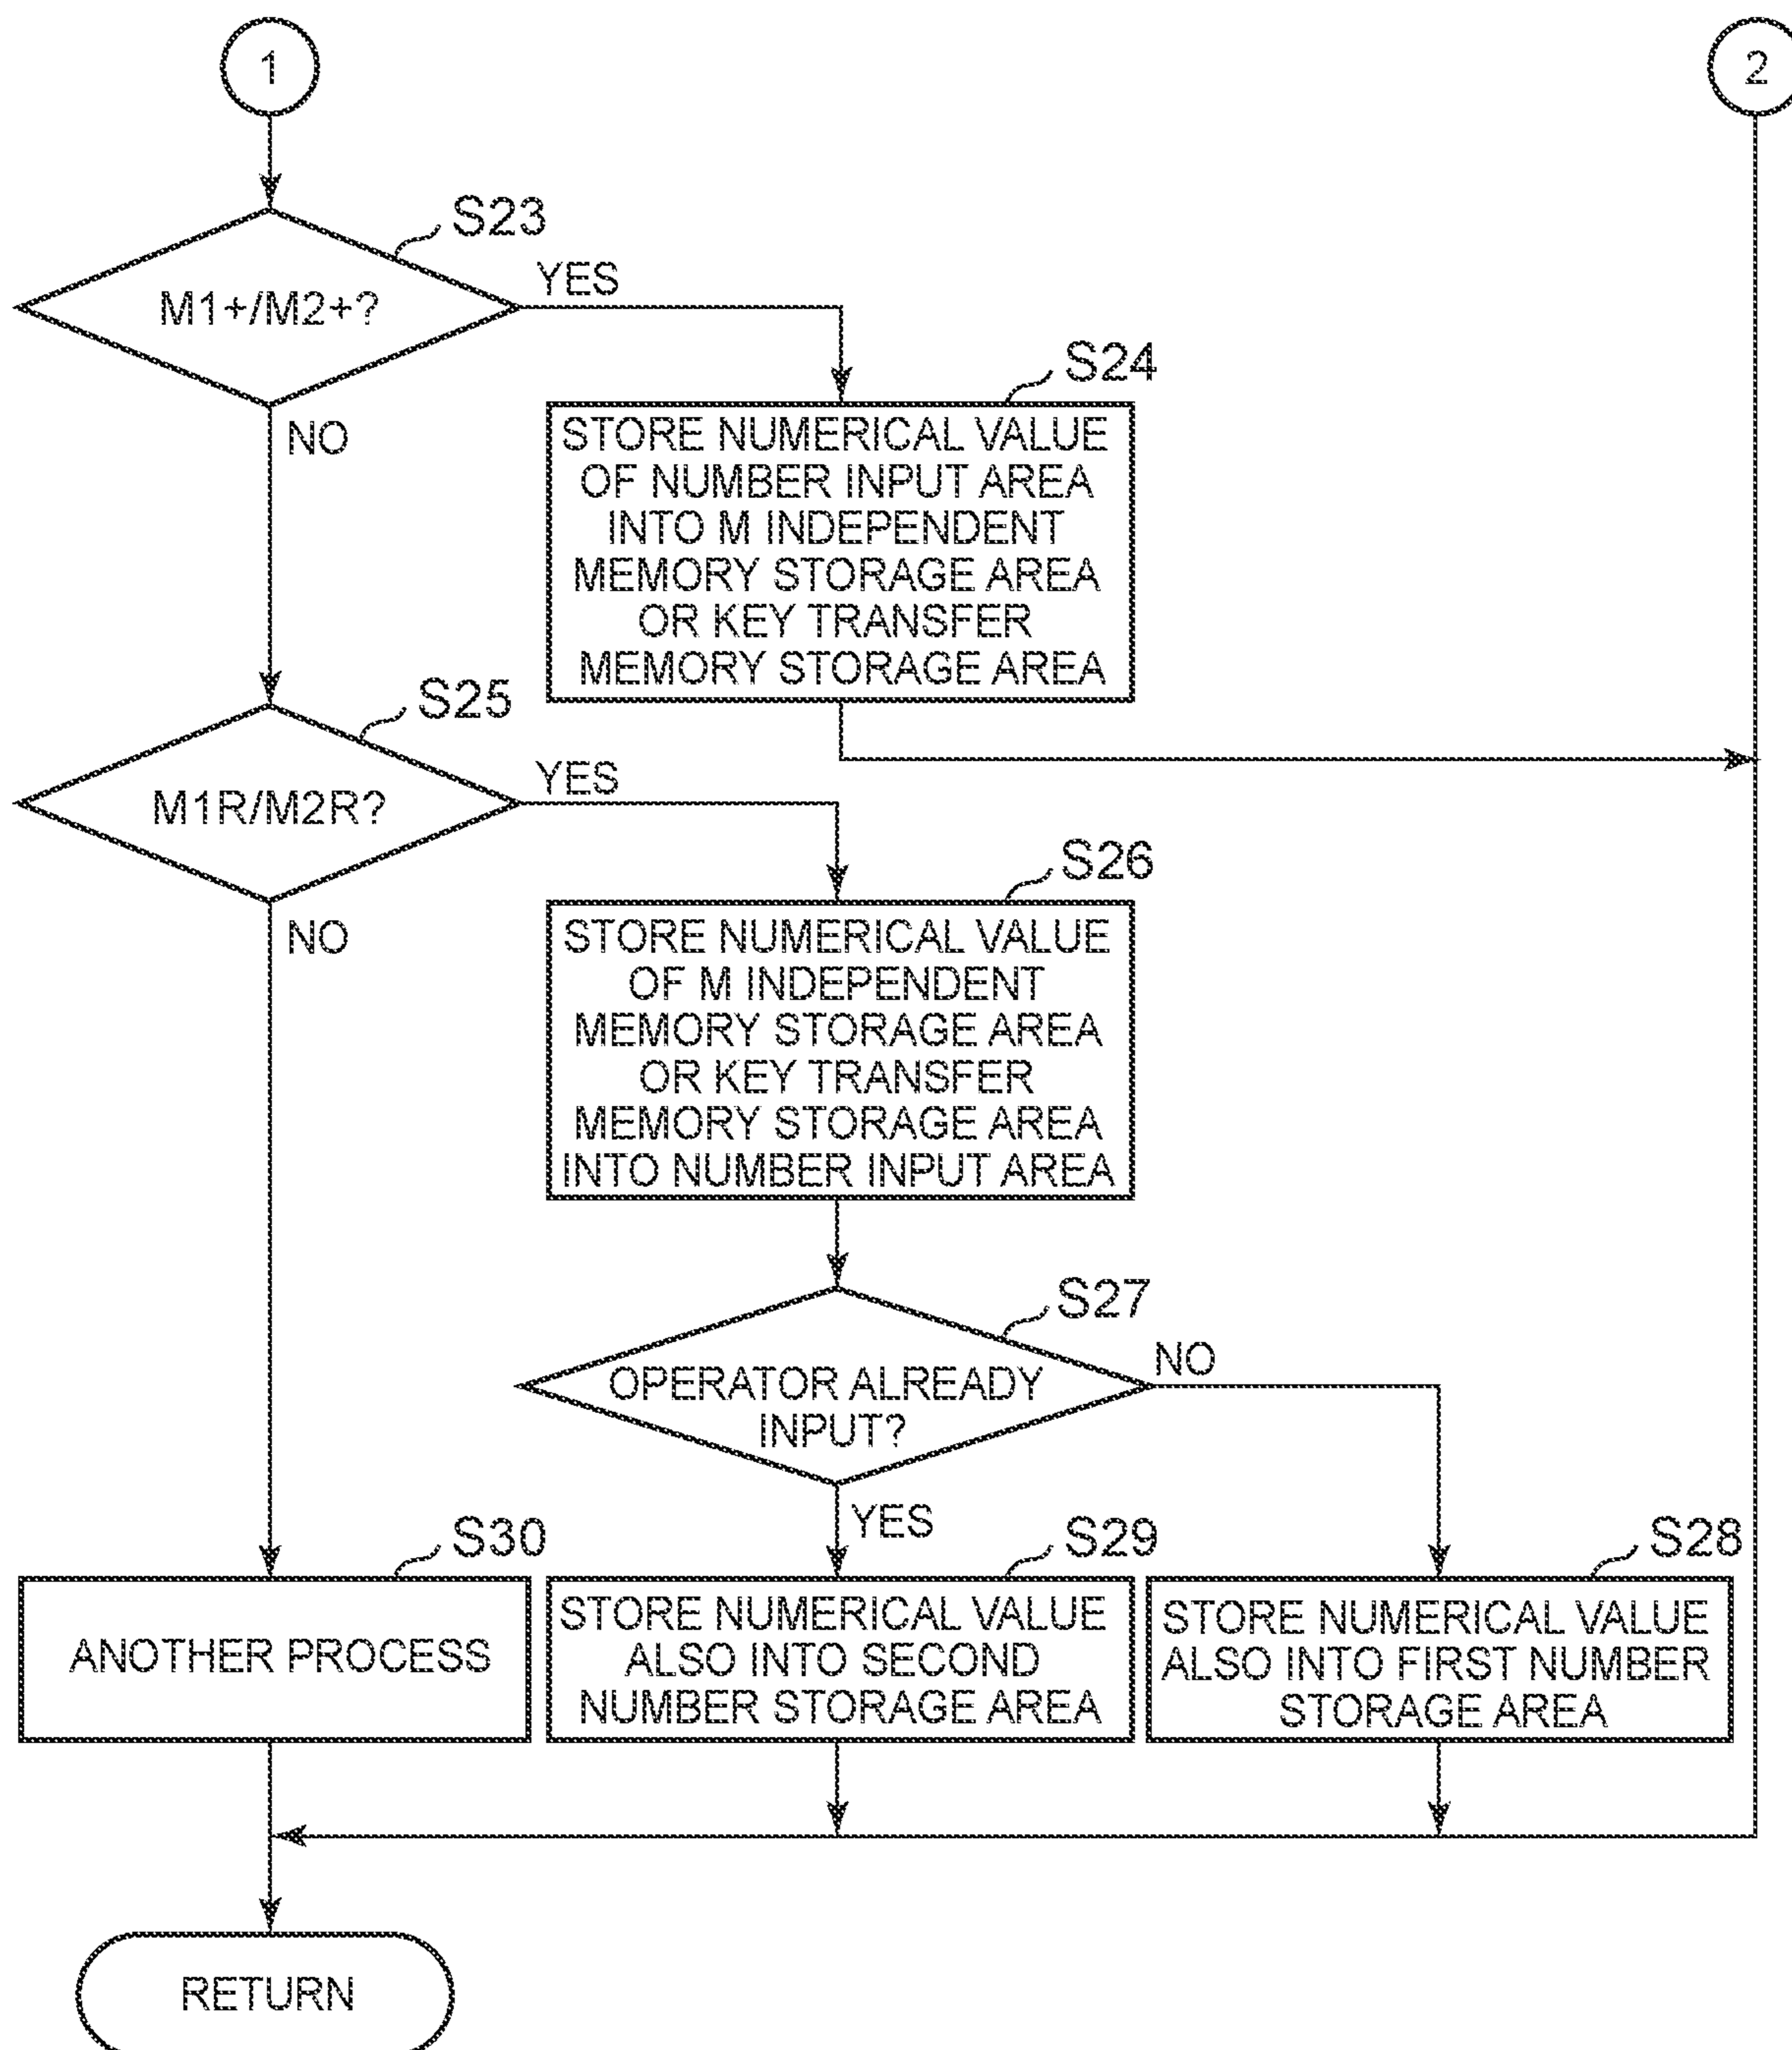 1
2
S23
M1+/M2+?
YES
NO
S24
STORE NUMERICAL VALUE
OF NUMBER INPUT AREA
INTO M INDEPENDENT
MEMORY STORAGE AREA
OR KEY TRANSFER
MEMORY STORAGE AREA
S25
M1R/M2R?
YES
NO
S26
STORE NUMERICAL VALUE
OF M INDEPENDENT
MEMORY STORAGE AREA
OR KEY TRANSFER
MEMORY STORAGE AREA
INTO NUMBER INPUT AREA
S27
OPERATOR ALREADY
INPUT?
NO
YES
S30
ANOTHER PROCESS
S29
STORE NUMERICAL VALUE
ALSO INTO SECOND
NUMBER STORAGE AREA
S28
STORE NUMERICAL VALUE
ALSO INTO FIRST NUMBER
STORAGE AREA
RETURN